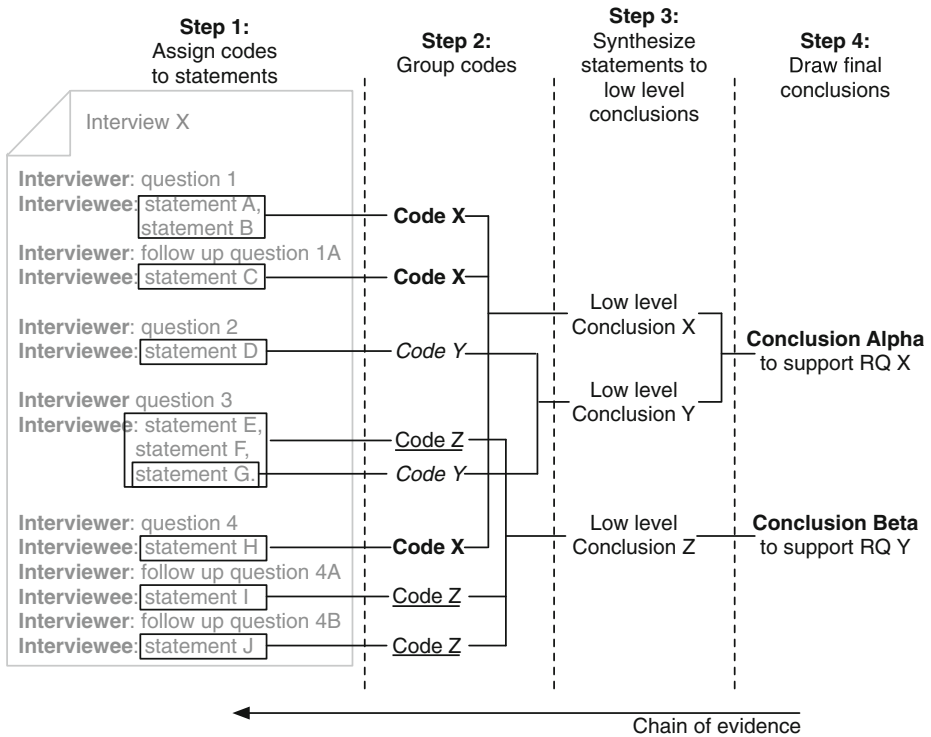 Step 1:
Assign codes
to statements
Step 2:
Group codes
Step 3:
Synthesize
statements to
low level
conclusions
Step 4:
Draw final
conclusions
Interview X
Interviewer: question 1
Interviewee: statement A,
statement B
Interviewer: follow up question 1A
Interviewee: statement C
Interviewer: question 2
Interviewee: statement D
Interviewer question 3
Interviewee: statement E,
statement F,
statement G.
Interviewer: question 4
Interviewee: statement H
Interviewer: follow up question 4A
Interviewee: statement I
Interviewer: follow up question 4B
Interviewee: statement J
Code X
Code X
Code Y
Code Z
Code Y
Code X
Code Z
Code Z
Low level
Conclusion X
Low level
Conclusion Y
Low level
Conclusion Z
Conclusion Alpha
to support RQ X
Conclusion Beta
to support RQ Y
Chain of evidence